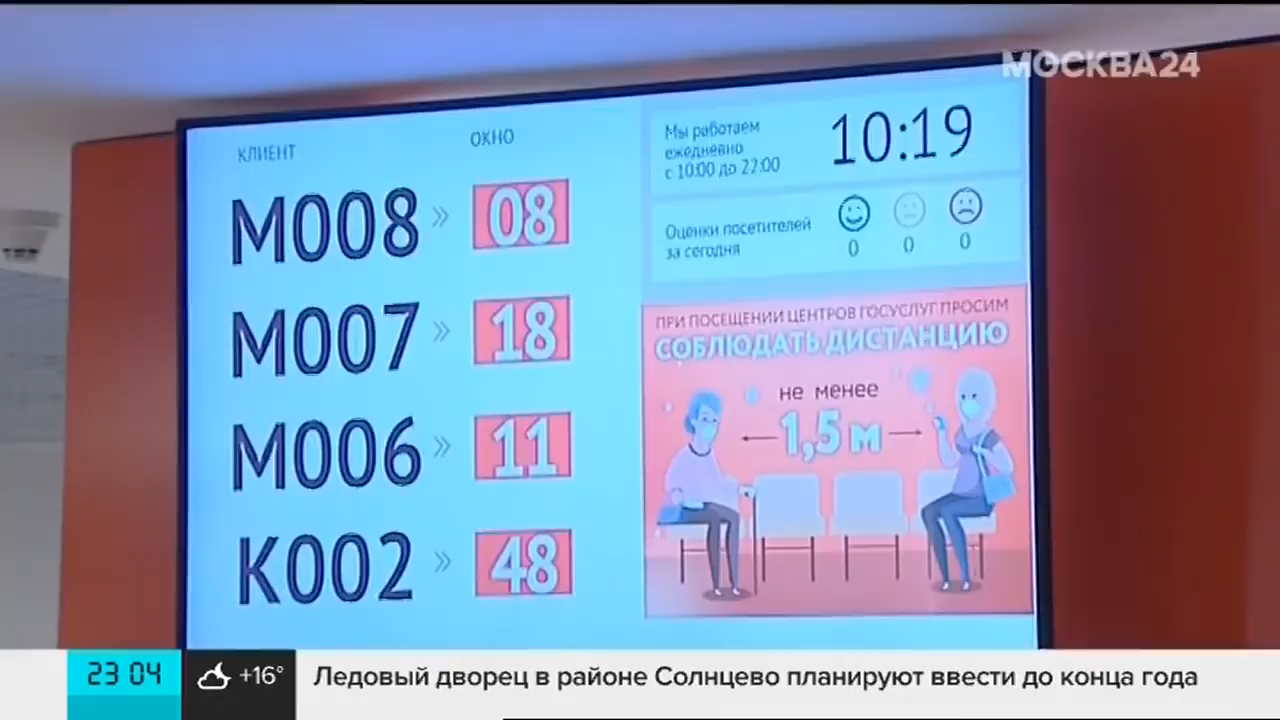 МОСКВА24
КЛИЕНТ ОКНО
М008 » 08
М007 » 18
М006 » 11
К002 » 48
Мы работаем
ежедневно
с 10:00 до 22:00
10:19
Оценки посетителей
за сегодня
0 0 0
ПРИ ПОСЕЩЕНИИ ЦЕНТРОВ ГОСУСЛУГ ПРОСИМ
СОБЛЮДАТЬ ДИСТАНЦИЮ
не менее
1,5 м
23 04 +16° Ледовый дворец в районе Солнцево планируют ввести до конца года